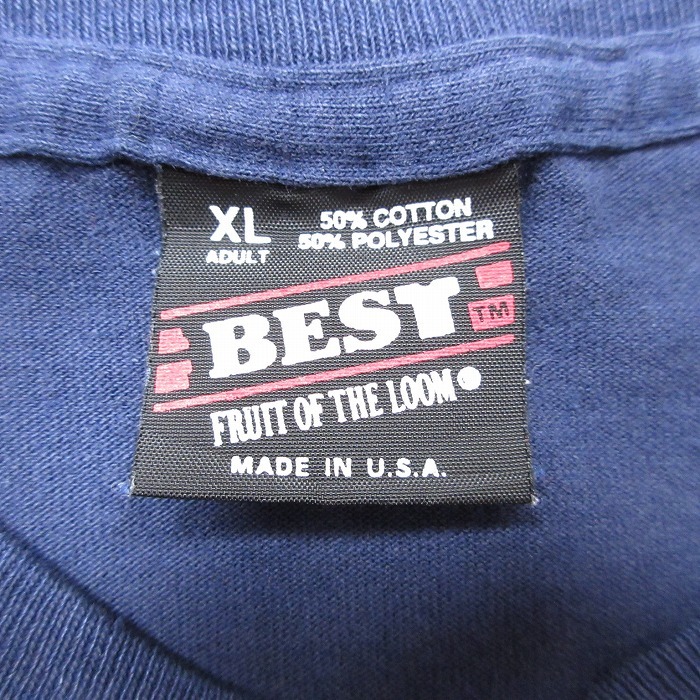 XL
ADULT
50% COTTON
50% POLYESTER
BEST
TM
FRUIT OF THE LOOM
MADE IN U.S.A.